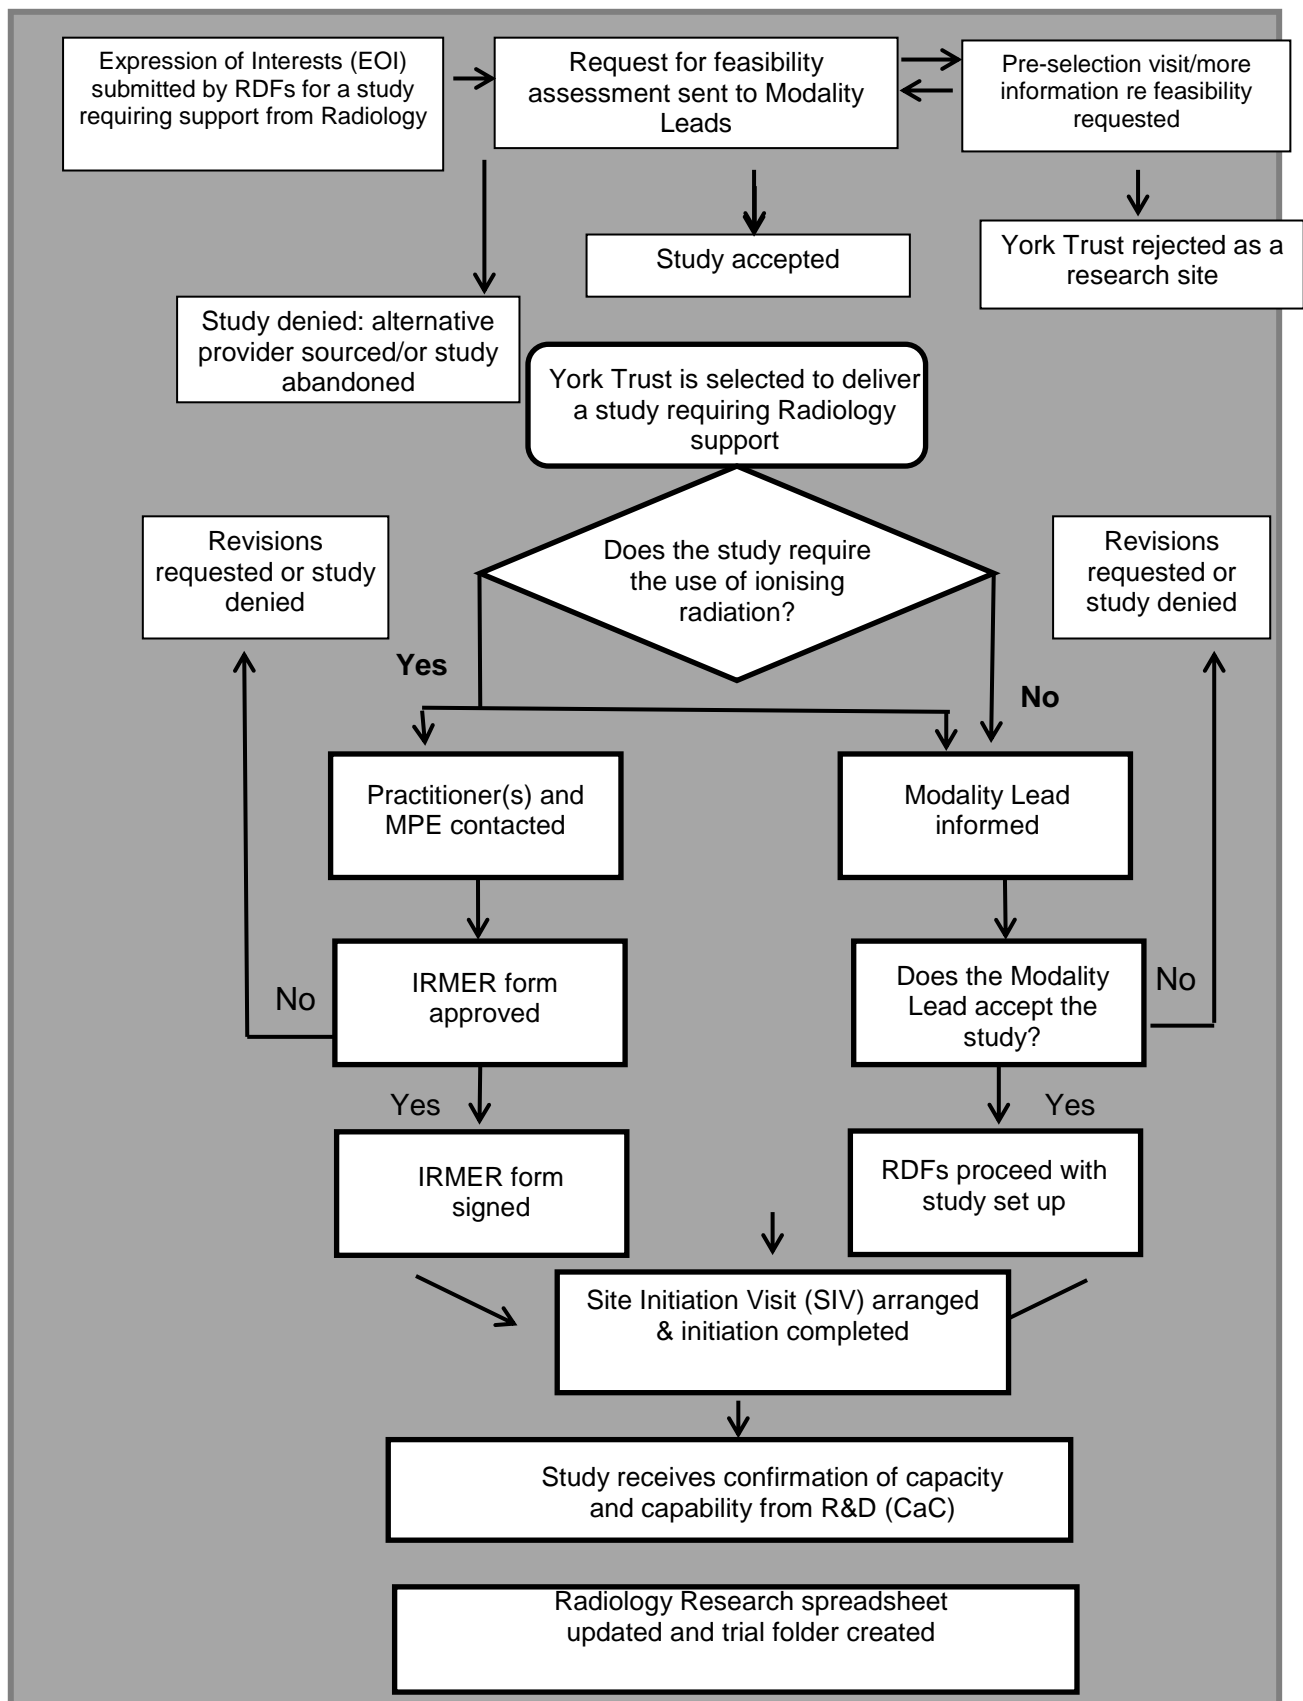 Expression of Interests (EOI)
submitted by RDFs for a study
requiring support from Radiology
Request for feasibility
assessment sent to Modality
Leads
Pre-selection visit/more
information re feasibility
requested
Study accepted
York Trust rejected as a
research site
Study denied: alternative
provider sourced/or study
abandoned
York Trust is selected to deliver
a study requiring Radiology
support
Revisions
requested or study
denied
Does the study require
the use of ionising
radiation?
Revisions
requested or
study denied
Yes
No
Practitioner(s) and
MPE contacted
Modality Lead
informed
No
IRMER form
approved
Does the Modality
Lead accept the
study?
No
Yes
Yes
IRMER form
signed
RDFs proceed with
study set up
Site Initiation Visit (SIV) arranged
& initiation completed
Study receives confirmation of capacity
and capability from R&D (CaC)
Radiology Research spreadsheet
updated and trial folder created